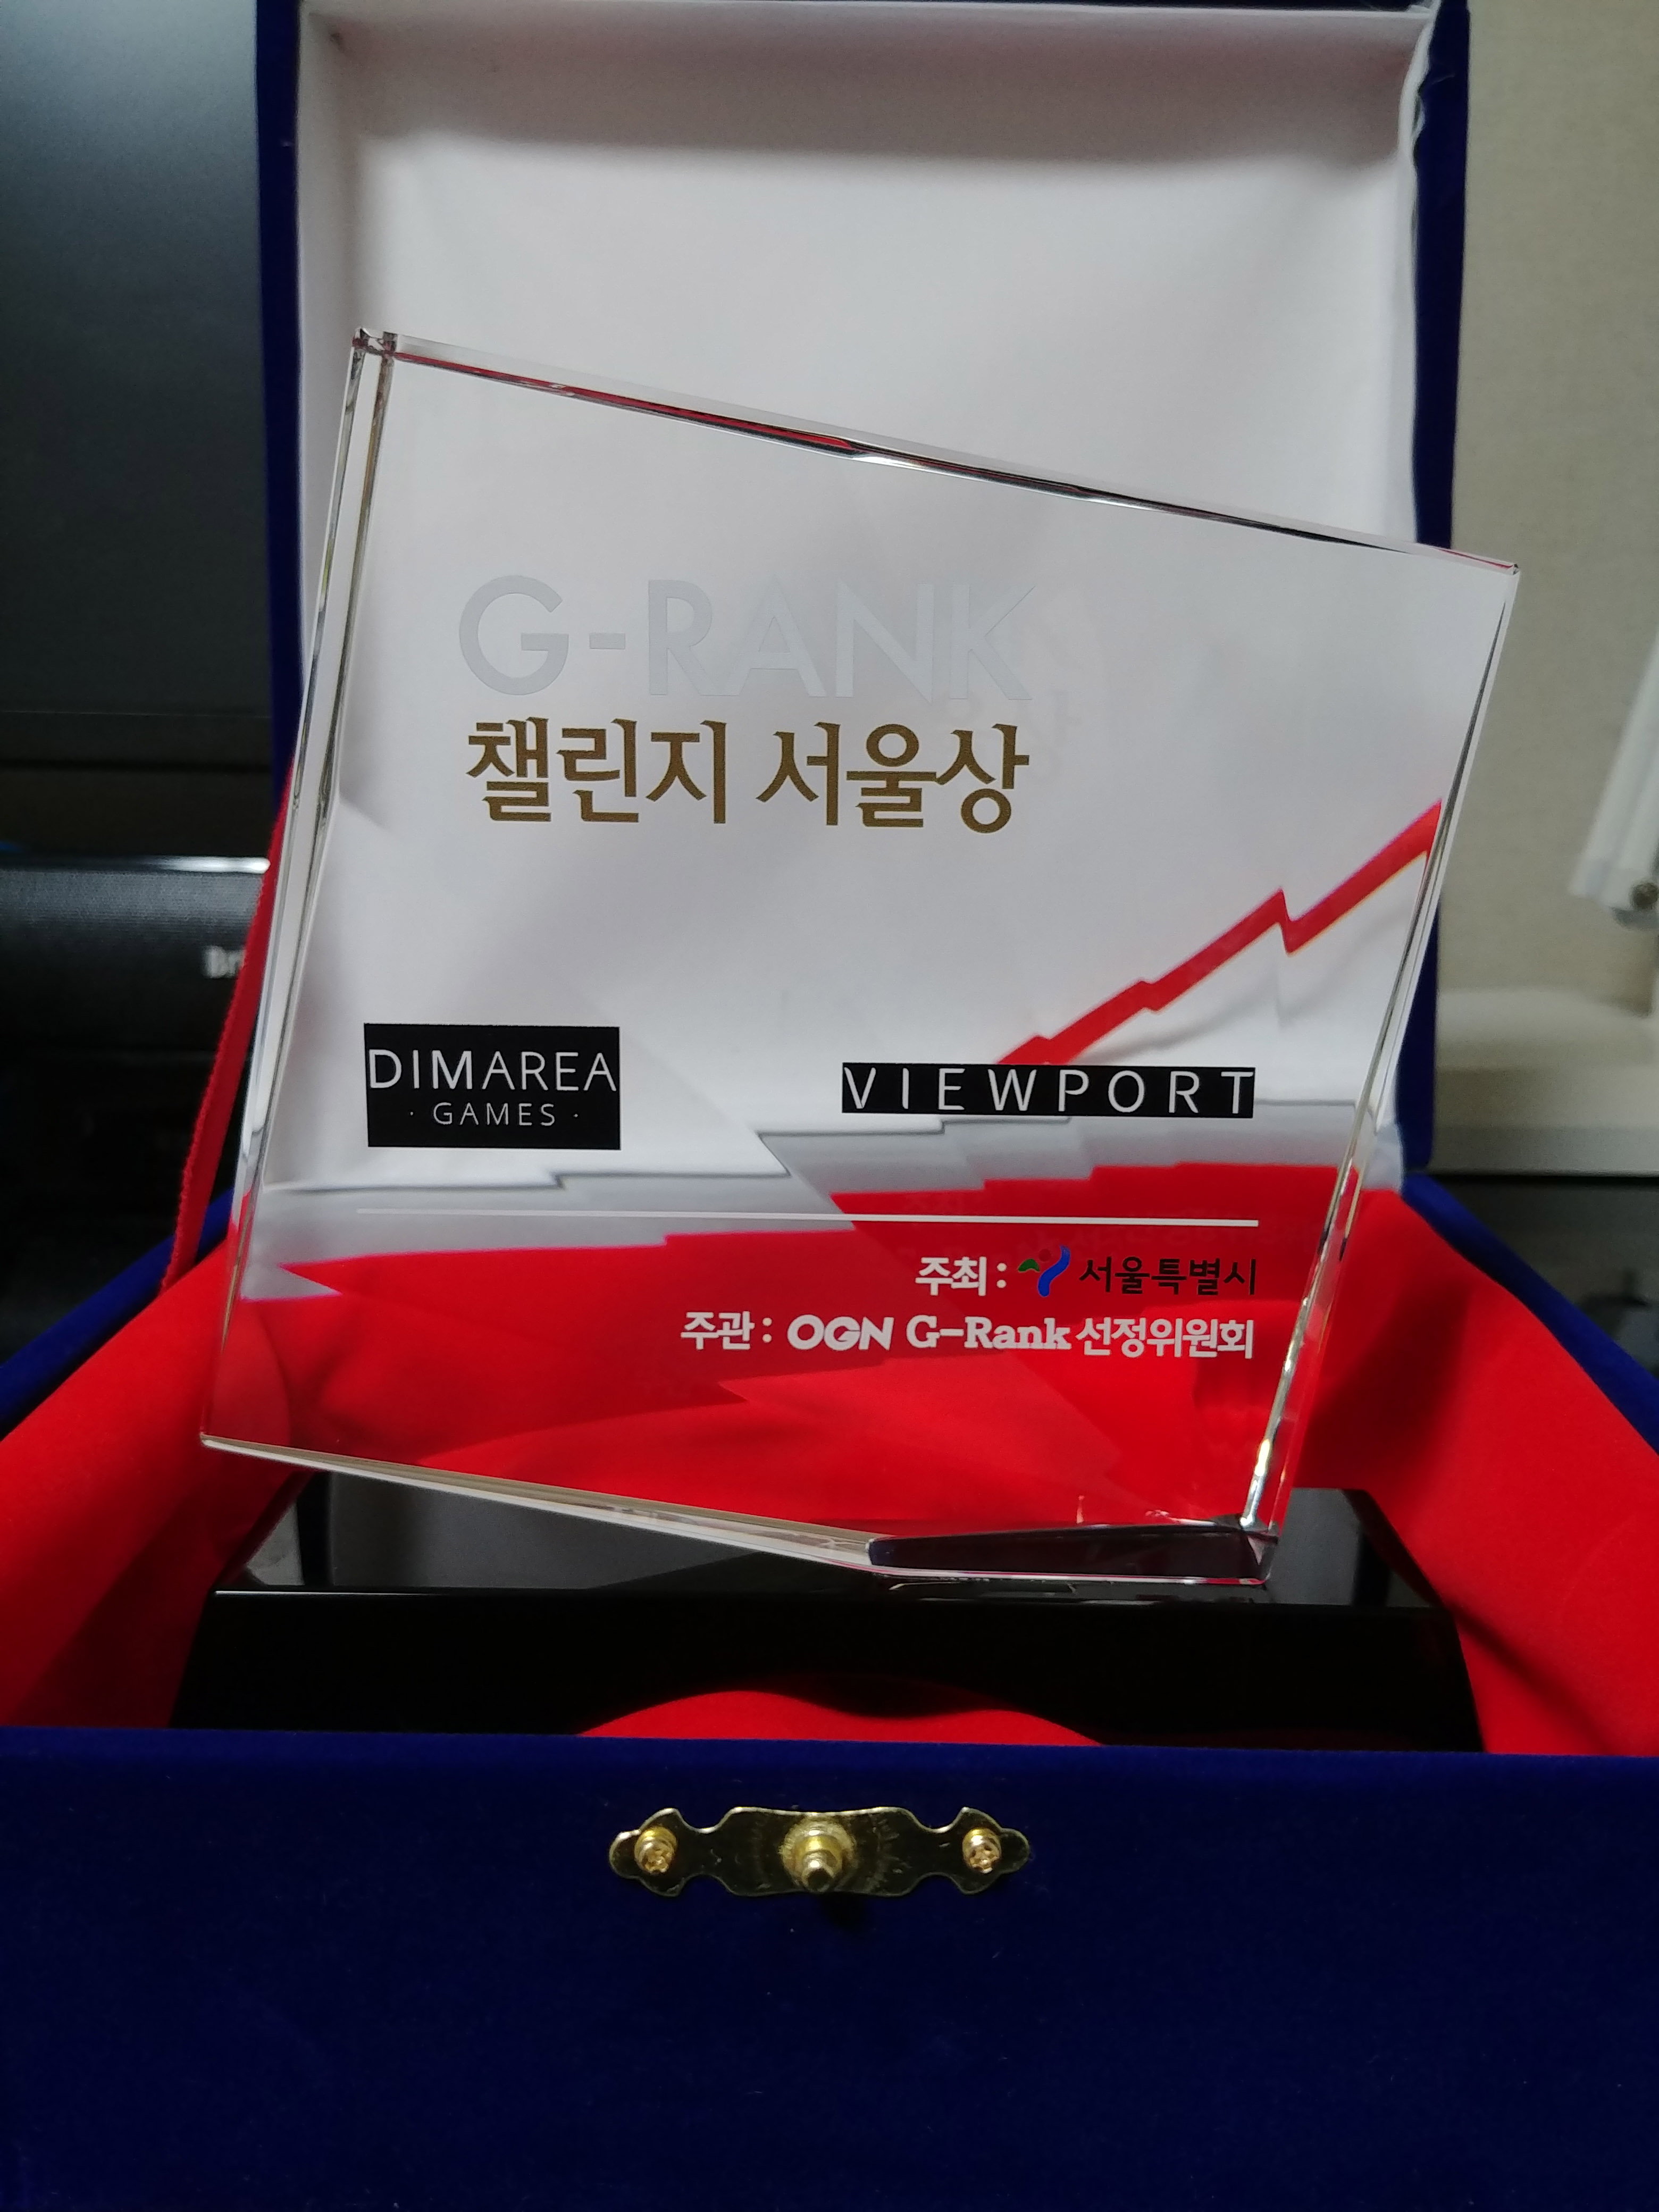 G-RANK
챌린지 서울상
DIMAREA
· GAMES ·
VIEWPORT
주최 : 서울특별시
주관 : OGN G-Rank 선정위원회